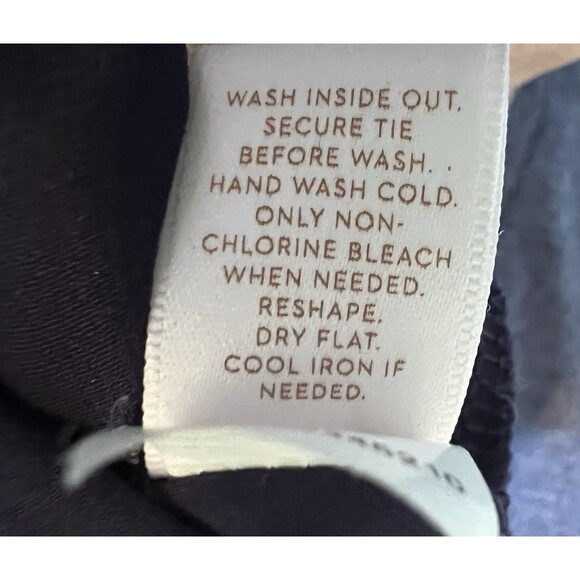 WASH INSIDE OUT.
SECURE TIE
BEFORE WASH. .
HAND WASH COLD.
ONLY NON-
CHLORINE BLEACH
WHEN NEEDED.
RESHAPE,
DRY FLAT.
COOL IRON IF
NEEDED.